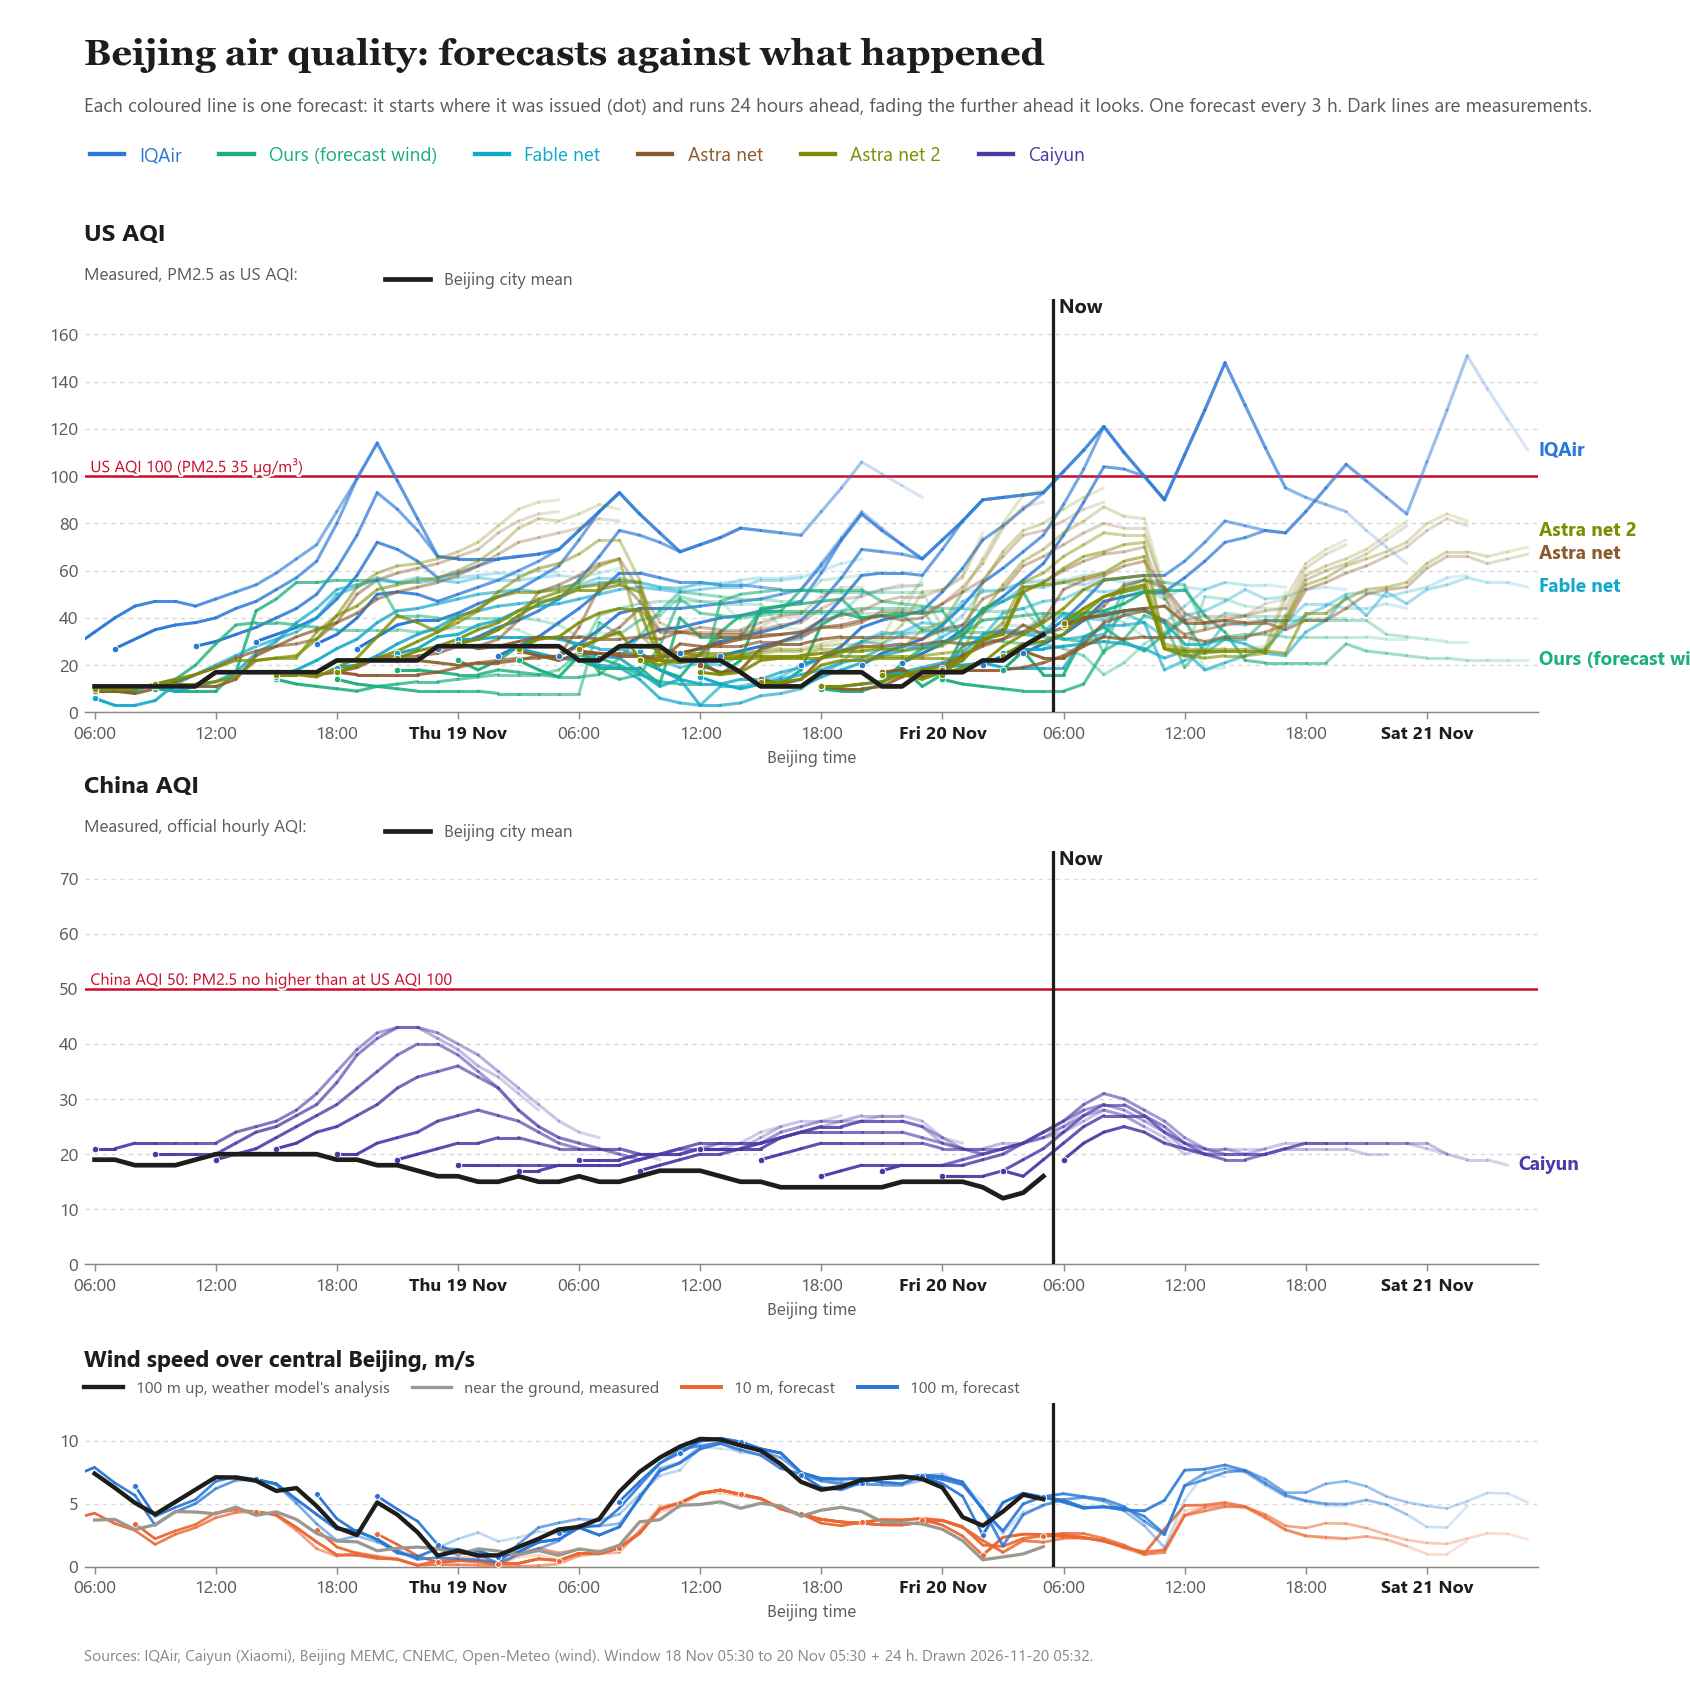 Beijing air quality: forecasts against what happened
Each coloured line is one forecast: it starts where it was issued (dot) and runs 24 hours ahead, fading the further ahead it looks. One forecast every 3 h. Dark lines are measurements.
IQAir Ours (forecast wind) Fable net Astra net Astra net 2 Caiyun
US AQI
Measured, PM2.5 as US AQI: Beijing city mean
Now
160
140
120
IQAir
US AQI 100 (PM2.5 35 µg/m³)
100
80
Astra net 2
Astra net
60
Fable net
40
20
Ours (forecast wi
0
06:00 12:00 18:00 Thu 19 Nov 06:00 12:00 18:00 Fri 20 Nov 06:00 12:00 18:00 Sat 21 Nov
Beijing time
China AQI
Measured, official hourly AQI: Beijing city mean
Now
70
60
China AQI 50: PM2.5 no higher than at US AQI 100
50
40
30
20
Caiyun
10
0
06:00 12:00 18:00 Thu 19 Nov 06:00 12:00 18:00 Fri 20 Nov 06:00 12:00 18:00 Sat 21 Nov
Beijing time
Wind speed over central Beijing, m/s
100 m up, weather model's analysis near the ground, measured 10 m, forecast 100 m, forecast
10
5
0
06:00 12:00 18:00 Thu 19 Nov 06:00 12:00 18:00 Fri 20 Nov 06:00 12:00 18:00 Sat 21 Nov
Beijing time
Sources: IQAir, Caiyun (Xiaomi), Beijing MEMC, CNEMC, Open-Meteo (wind). Window 18 Nov 05:30 to 20 Nov 05:30 + 24 h. Drawn 2026-11-20 05:32.